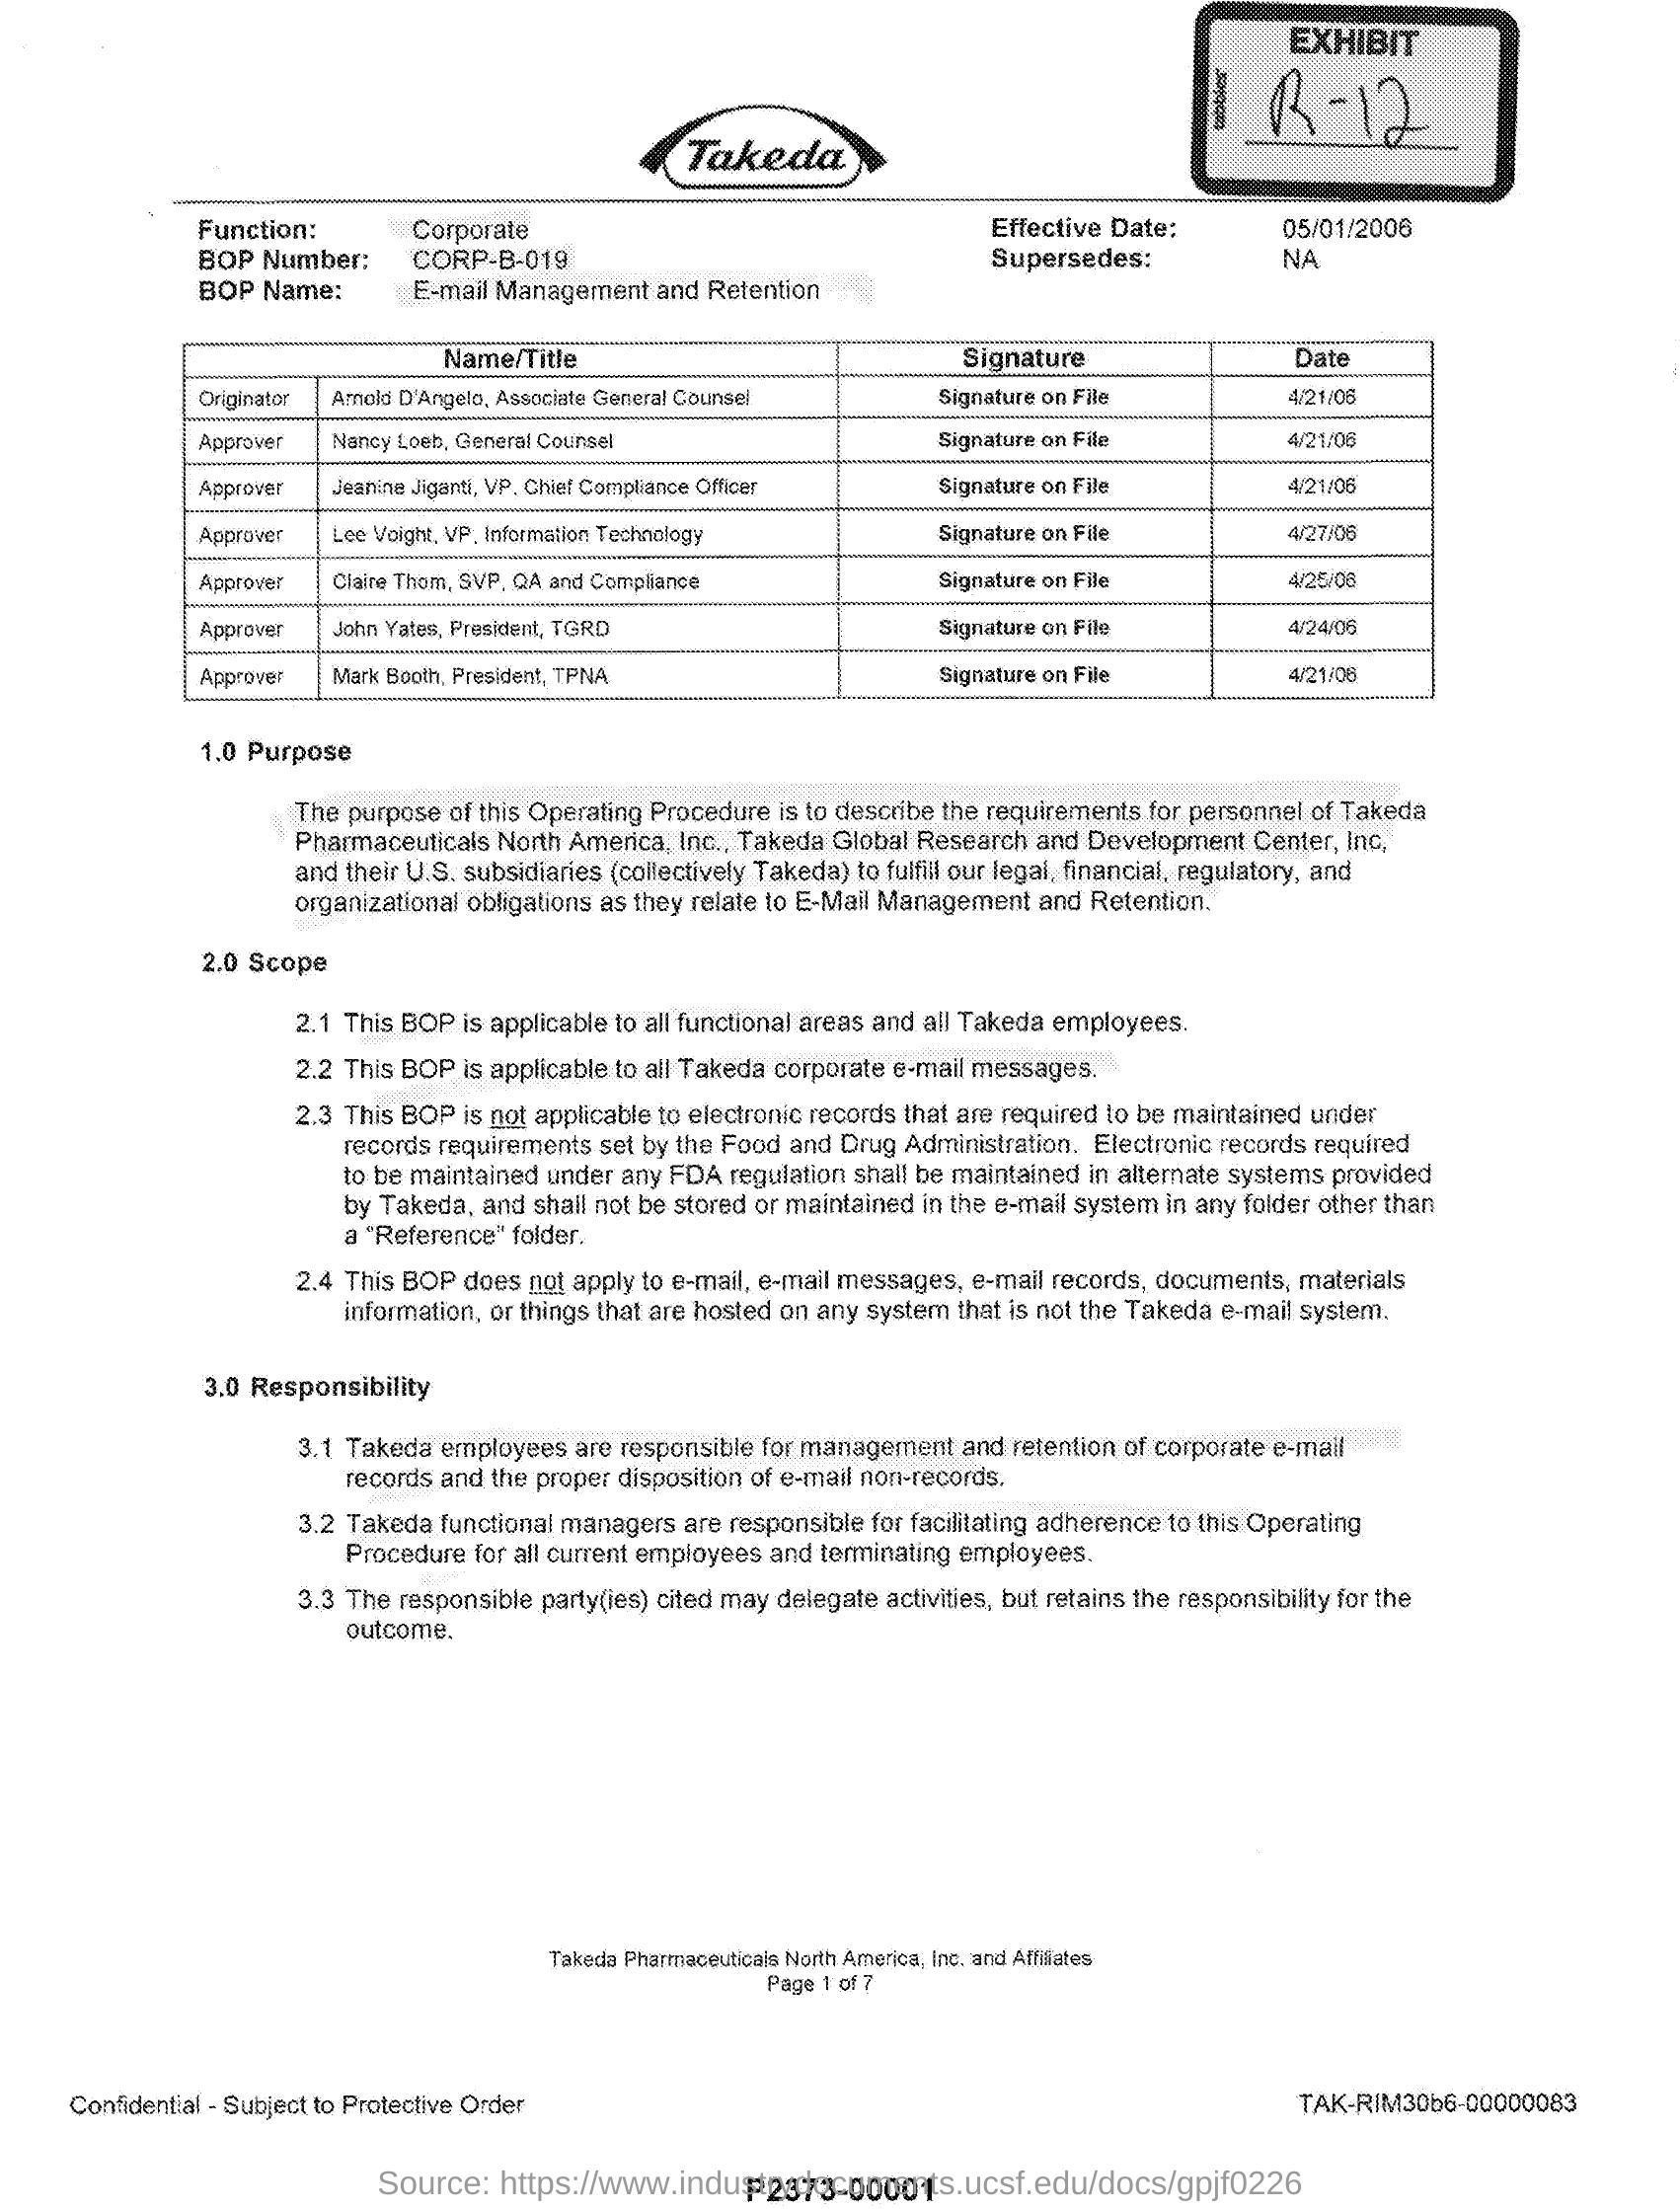 EXHIBIT
R-12
Takeda
Function: Corporate Effective Date: 05/01/2006
BOP Number: CORP-B-019 Supersedes: NA
BOP Name: E-mail Management and Retention
Name/Title Signature Date
Originator Arnold D'Angelo, Associate General Counsel Signature on File 4/21/06
Approver Nancy Loeb, General Counsel Signature on File 4/21/06
Approver Jeanine Jiganti, VP, Chief Compliance Officer Signature on File 4/21/06
Approver Lee Voight, VP, Information Technology Signature on File 4/27/06
Approver Claire Thom, SVP, QA and Compliance Signature on File 4/25/06
Approver John Yates, President, TGRD Signature on File 4/24/06
Approver Mark Booth, President, TPNA Signature on File 4/21/06
1.0 Purpose
The purpose of this Operating Procedure is to describe the requirements for personnel of Takeda
Pharmaceuticals North America, Inc., Takeda Global Research and Development Center, Inc,
and their U.S. subsidiaries (collectively Takeda) to fulfill our legal, financial, regulatory, and
organizational obligations as they relate to E-Mail Management and Retention.
2.0 Scope
2.1 This BOP is applicable to all functional areas and all Takeda employees.
2.2 This BOP is applicable to all Takeda corporate e-mail messages.
2.3 This BOP is not applicable to electronic records that are required to be maintained under
records requirements set by the Food and Drug Administration. Electronic records required
to be maintained under any FDA regulation shall be maintained in alternate systems provided
by Takeda, and shall not be stored or maintained in the e-mail system in any folder other than
a "Reference" folder.
2.4 This BOP does not apply to e-mail, e-mail messages, e-mail records, documents, materials
information, or things that are hosted on any system that is not the Takeda e-mail system.
3.0 Responsibility
3.1 Takeda employees are responsible for management and retention of corporate e-mail
records and the proper disposition of e-mail non-records.
3.2 Takeda functional managers are responsible for facilitating adherence to this Operating
Procedure for all current employees and terminating employees.
3.3 The responsible party(ies) cited may delegate activities, but retains the responsibility for the
outcome.
Takeda Pharmaceuticals North America, Inc. and Affiliates
Page 1 of 7
Confidential - Subject to Protective Order TAK-RIM30b6-00000083
Source: https://www.industrydocuments.ucsf.edu/docs/gpjf0226
P2373-00001